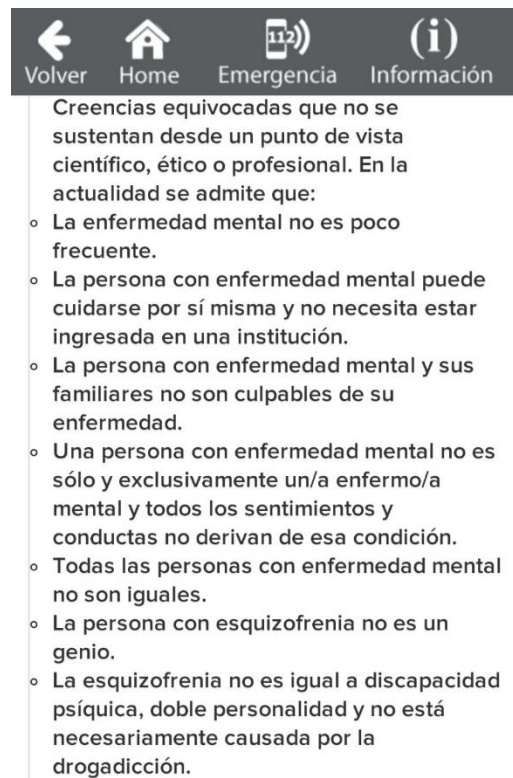 112
(i)
Volver Home Emergencia Información
Creencias equivocadas que no se
sustentan desde un punto de vista
científico, ético o profesional. En la
actualidad se admite que:
La enfermedad mental no es poco
frecuente.
La persona con enfermedad mental puede
cuidarse por sí misma y no necesita estar
ingresada en una institución.
La persona con enfermedad mental y sus
familiares no son culpables de su
enfermedad.
Una persona con enfermedad mental no es
sólo y exclusivamente un/a enfermo/a
mental y todos los sentimientos y
conductas no derivan de esa condición.
Todas las personas con enfermedad mental
no son iguales.
La persona con esquizofrenia no es un
genio.
La esquizofrenia no es igual a discapacidad
psíquica, doble personalidad y no está
necesariamente causada por la
drogadicción.